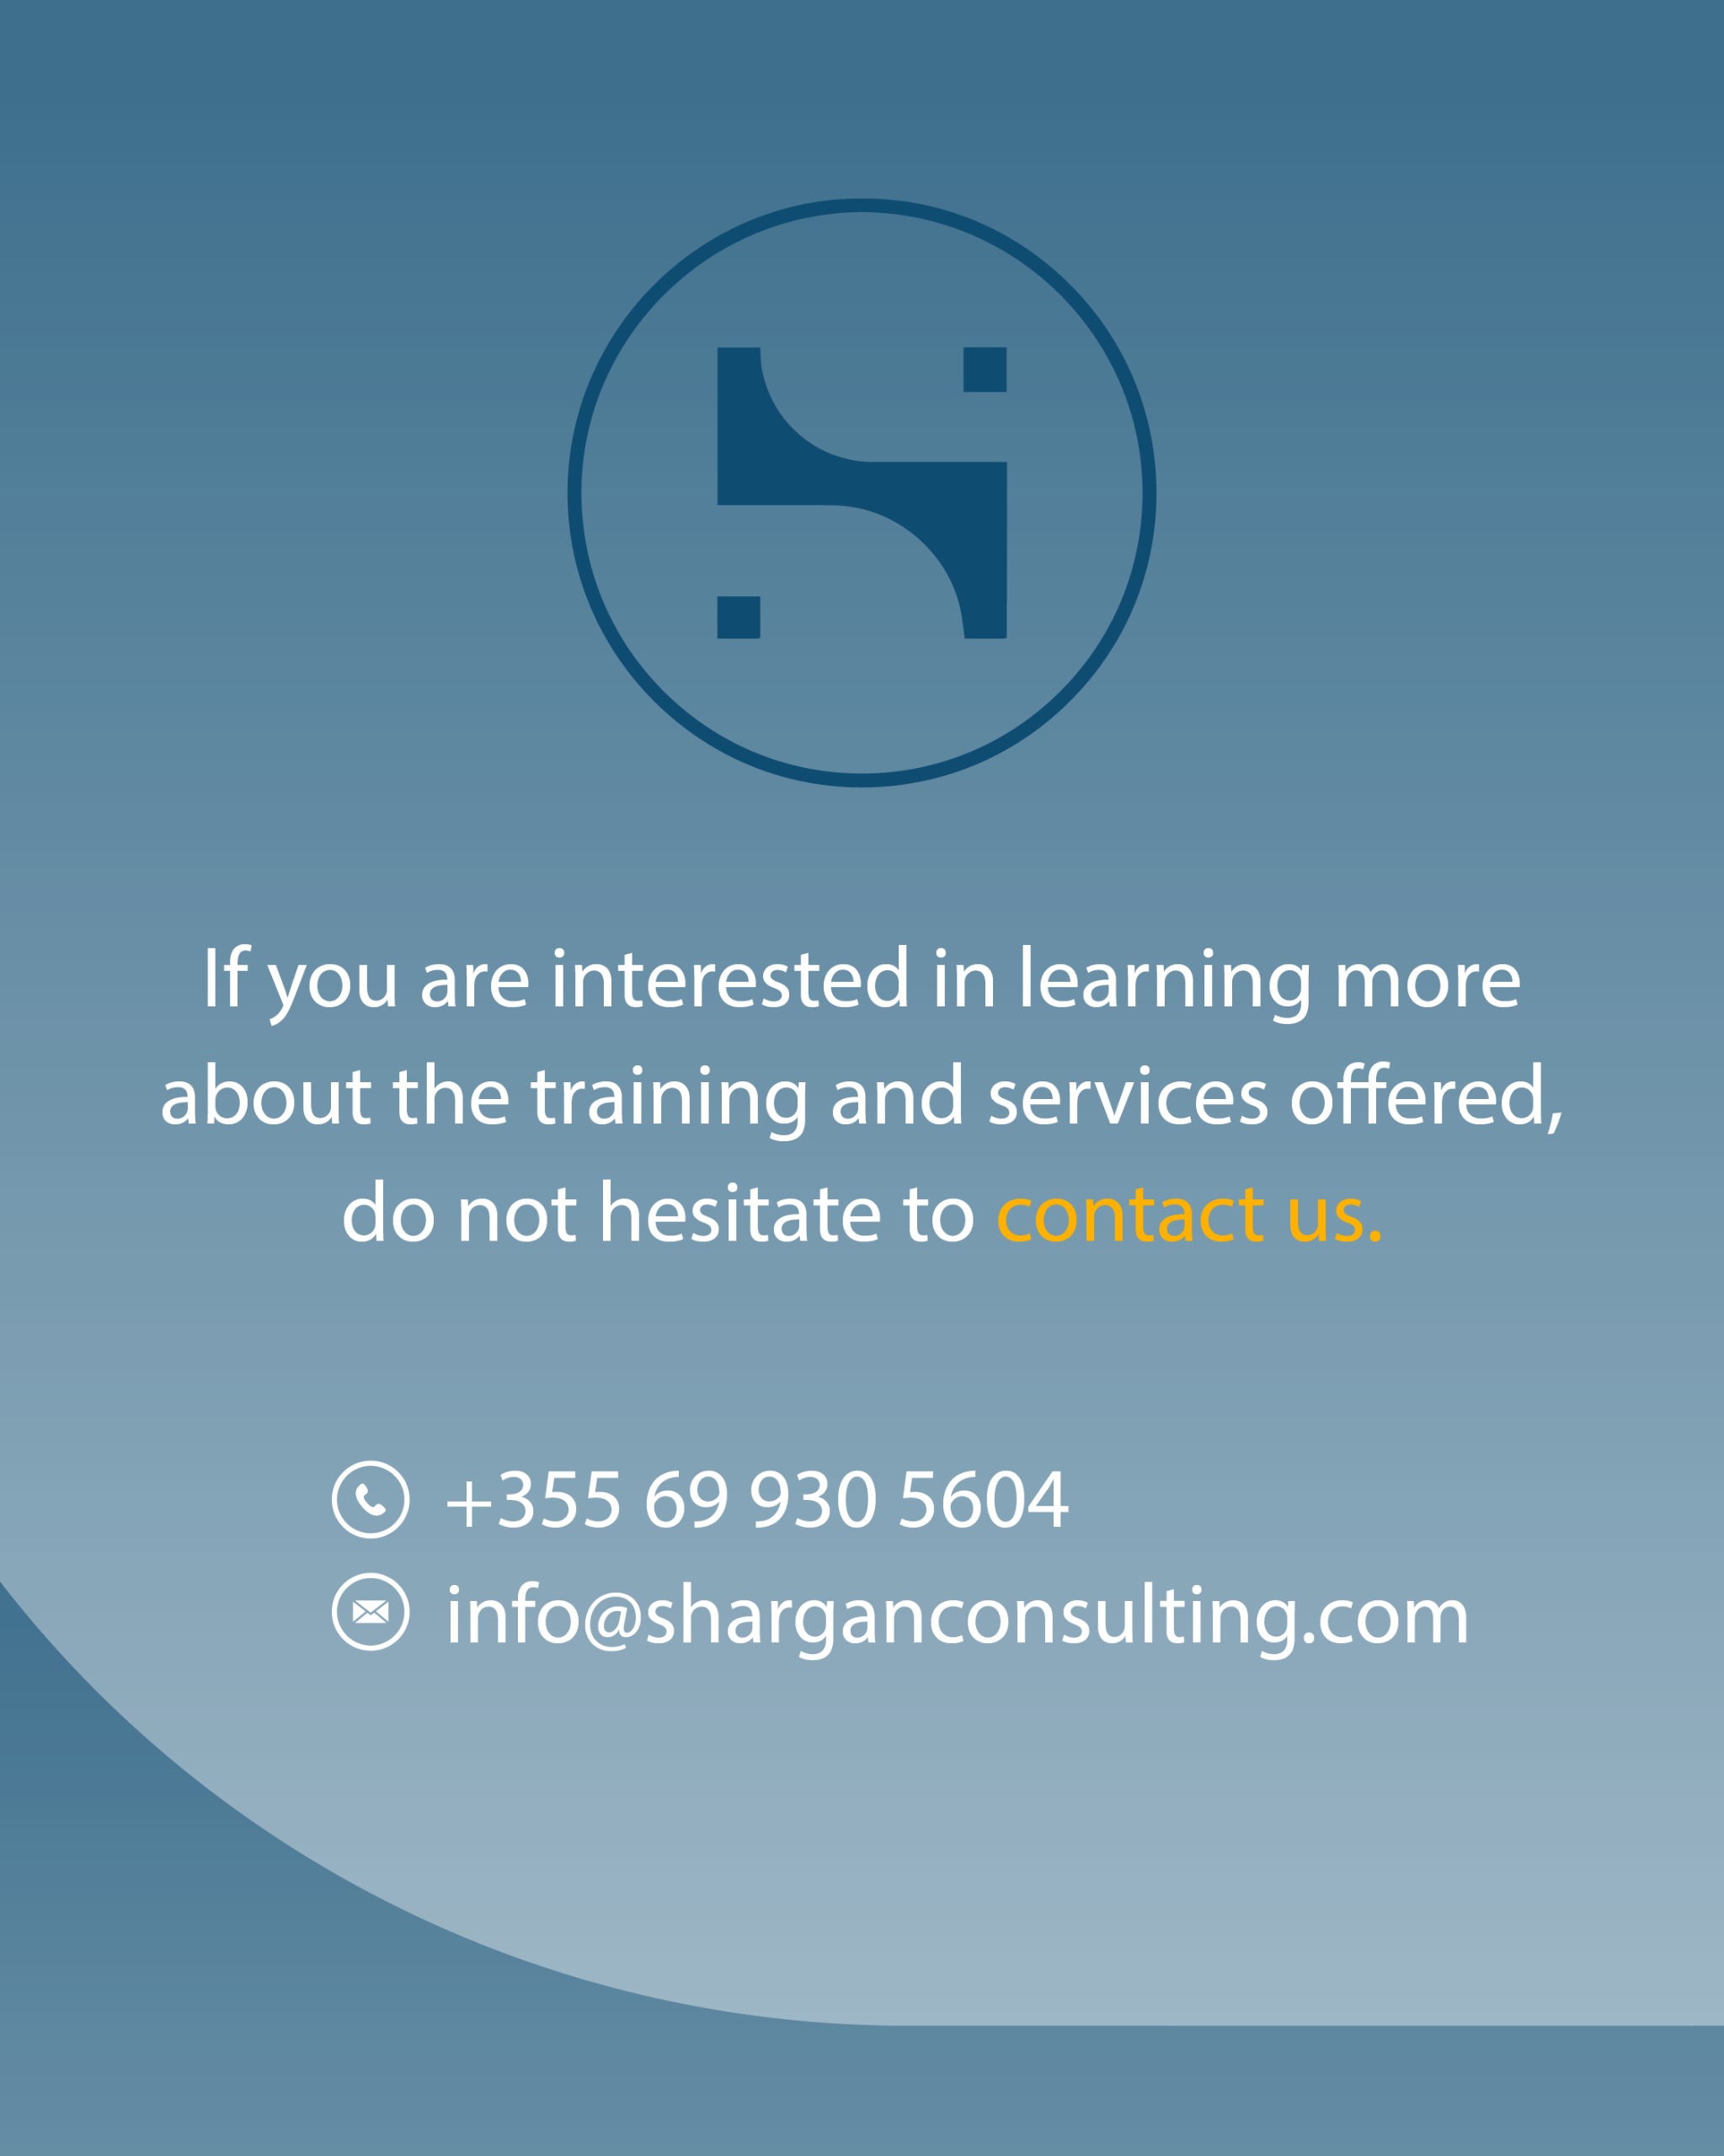 If you are interested in learning more
about the training and services offered,
do not hesitate to contact us.
+355 69 930 5604
info@sharganconsulting.com